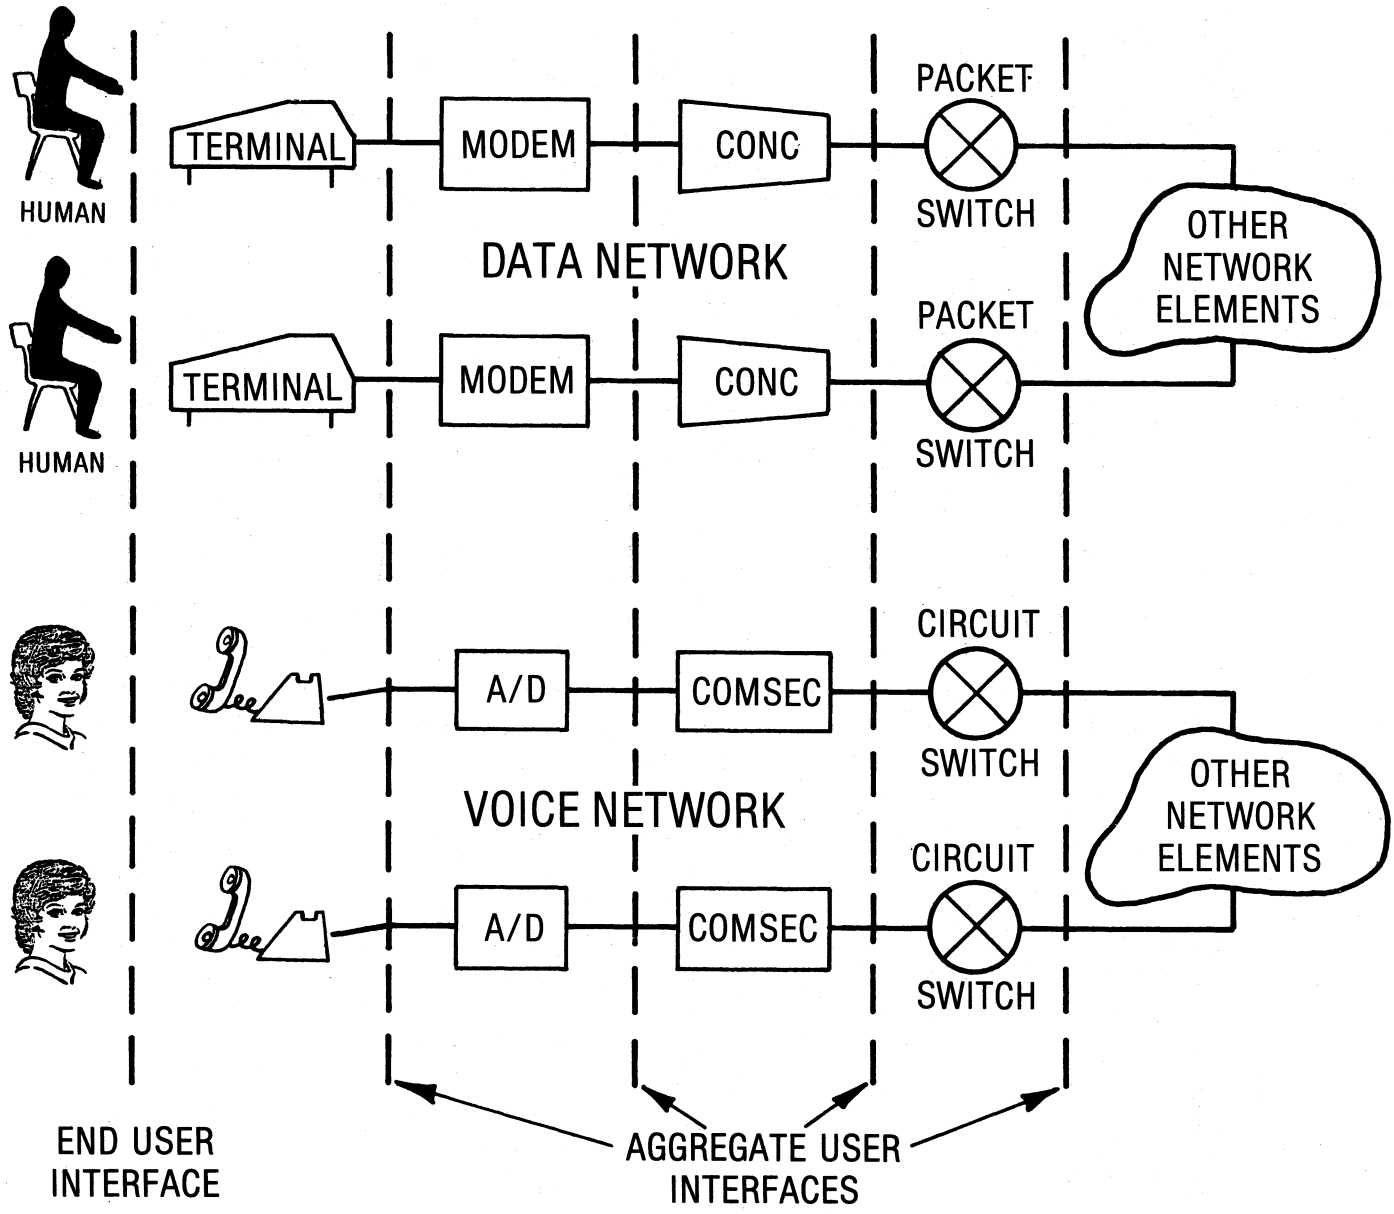 PACKET
TERMINAL
MODEM
CONC
HUMAN
SWITCH
OTHER
NETWORK
ELEMENTS
DATA NETWORK
PACKET
TERMINAL
MODEM
CONC
HUMAN
SWITCH
CIRCUIT
A/D
COMSEC
SWITCH
OTHER
NETWORK
ELEMENTS
VOICE NETWORK
CIRCUIT
A/D
COMSEC
SWITCH
END USER
INTERFACE
AGGREGATE USER
INTERFACES